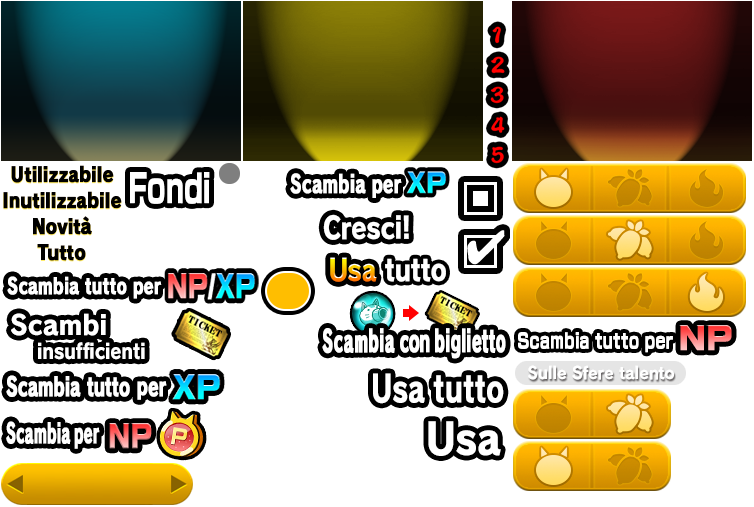 1
2
3
4
5
Utilizzabile
Inutilizzabile
Novità
Tutto
Fondi
Scambia per XP
Cresci!
Usa tutto
Scambia tutto per NP/XP
Scambi
insufficienti
TICKET
TICKET
Scambia con biglietto
Scambia tutto per NP
Sulle Sfere talento
Scambia tutto per XP
Usa tutto
Scambia per NP
P
Usa